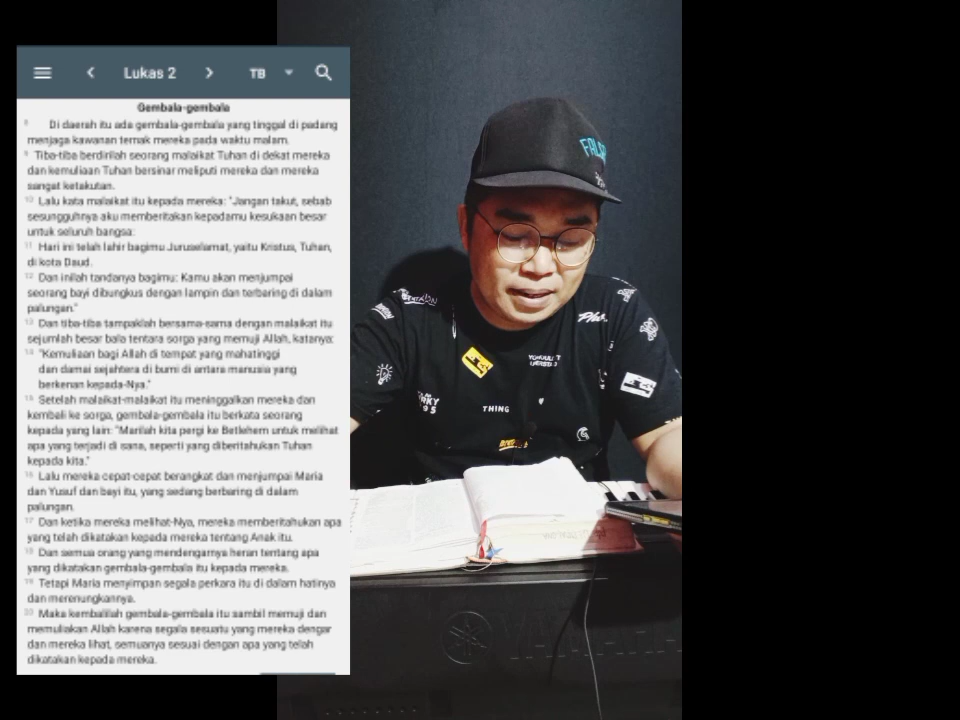 Lukas 2
TB
Gembala-gembala
8 Di daerah itu ada gembala-gembala yang tinggal di padang
menjaga kawanan ternak mereka pada waktu malam.
9 Tiba-tiba berdirilah seorang malaikat Tuhan di dekat mereka
dan kemuliaan Tuhan bersinar meliputi mereka dan mereka
sangat ketakutan.
10 Lalu kata malaikat itu kepada mereka: "Jangan takut, sebab
sesungguhnya aku memberitakan kepadamu kesukaan besar
untuk seluruh bangsa:
11 Hari ini telah lahir bagimu Juruselamat, yaitu Kristus, Tuhan,
di kota Daud.
12 Dan inilah tandanya bagimu: Kamu akan menjumpai
seorang bayi dibungkus dengan lampin dan terbaring di dalam
palungan."
13 Dan tiba-tiba tampaklah bersama-sama dengan malaikat itu
sejumlah besar bala tentara sorga yang memuji Allah, katanya:
14 "Kemuliaan bagi Allah di tempat yang mahatinggi
dan damai sejahtera di bumi di antara manusia yang
berkenan kepada-Nya."
15 Setelah malaikat-malaikat itu meninggalkan mereka dan
kembali ke sorga, gembala-gembala itu berkata seorang
kepada yang lain: "Marilah kita pergi ke Betlehem untuk melihat
apa yang terjadi di sana, seperti yang diberitahukan Tuhan
kepada kita."
16 Lalu mereka cepat-cepat berangkat dan menjumpai Maria
dan Yusuf dan bayi itu, yang sedang berbaring di dalam
palungan.
17 Dan ketika mereka melihat-Nya, mereka memberitahukan apa
yang telah dikatakan kepada mereka tentang Anak itu.
18 Dan semua orang yang mendengarnya heran tentang apa
yang dikatakan gembala-gembala itu kepada mereka.
19 Tetapi Maria menyimpan segala perkara itu di dalam hatinya
dan merenungkannya.
20 Maka kembalilah gembala-gembala itu sambil memuji dan
memuliakan Allah karena segala sesuatu yang mereka dengar
dan mereka lihat, semuanya sesuai dengan apa yang telah
dikatakan kepada mereka.
THING
YAMAHA